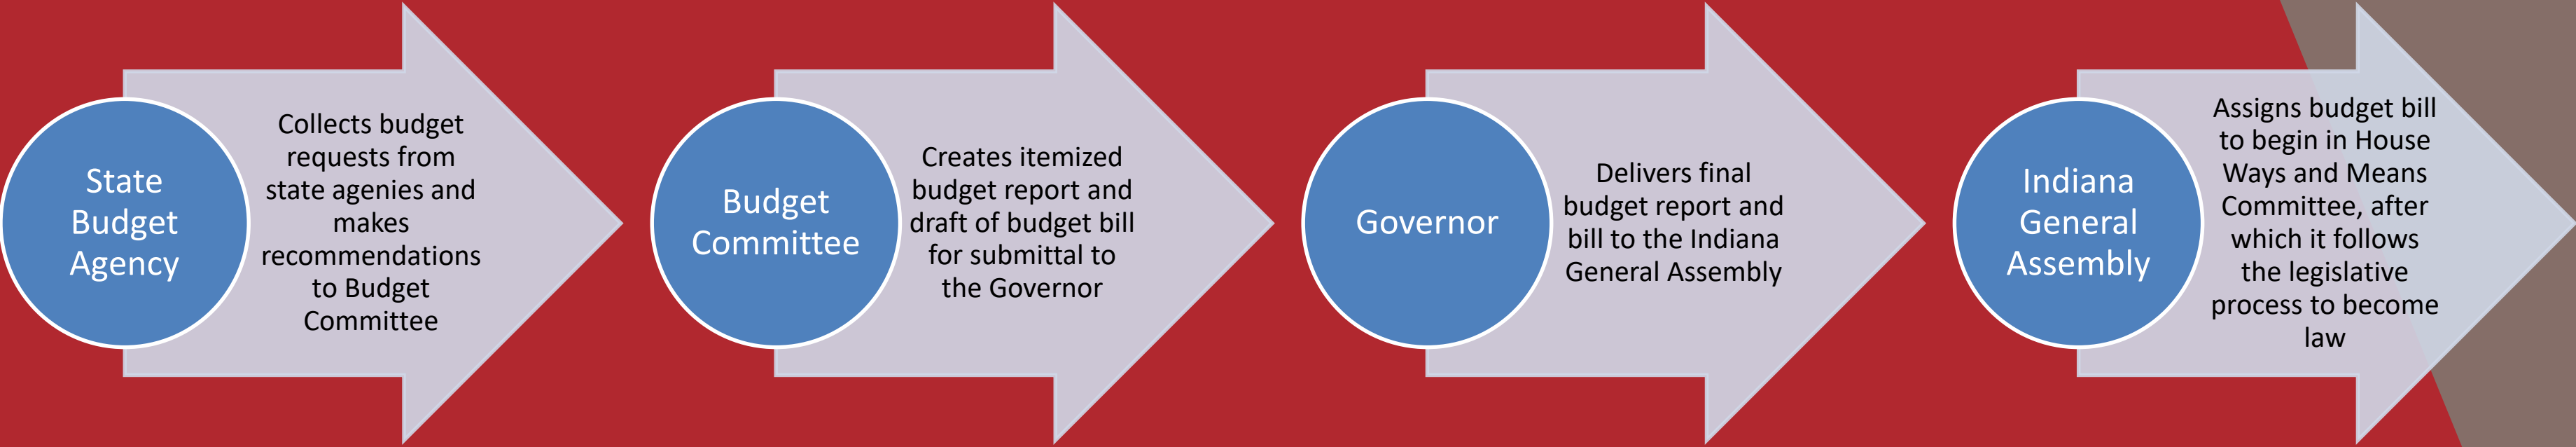 State
Budget
Agency
Collects budget
requests from
state agenies and
makes
recommendations
to Budget
Committee
Budget
Committee
Creates itemized
budget report and
draft of budget bill
for submittal to
the Governor
Governor
Delivers final
budget report and
bill to the Indiana
General Assembly
Indiana
General
Assembly
Assigns budget bill
to begin in House
Ways and Means
Committee, after
which it follows
the legislative
process to become
law